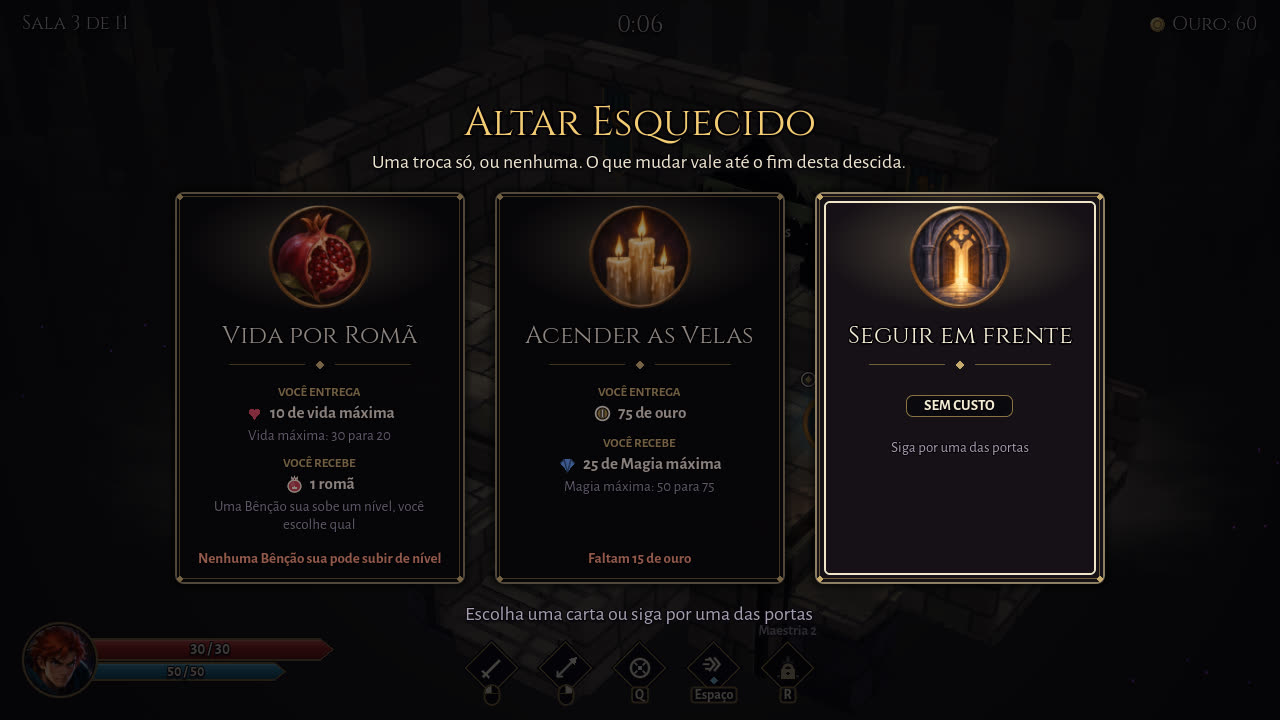 Sala 3 de 11
0:06
Ouro: 60
Altar Esquecido
Uma troca só, ou nenhuma. O que mudar vale até o fim desta descida.
Vida por Romã
VOCÊ ENTREGA
10 de vida máxima
Vida máxima: 30 para 20
VOCÊ RECEBE
1 romã
Uma Bênção sua sobe um nível, você
escolhe qual
Nenhuma Bênção sua pode subir de nível
Acender as Velas
VOCÊ ENTREGA
75 de ouro
VOCÊ RECEBE
25 de Magia máxima
Magia máxima: 50 para 75
Faltam 15 de ouro
Seguir em frente
SEM CUSTO
Siga por uma das portas
Escolha uma carta ou siga por uma das portas
Maestria 2
30 / 30
50 / 50
Q
Espaço
R